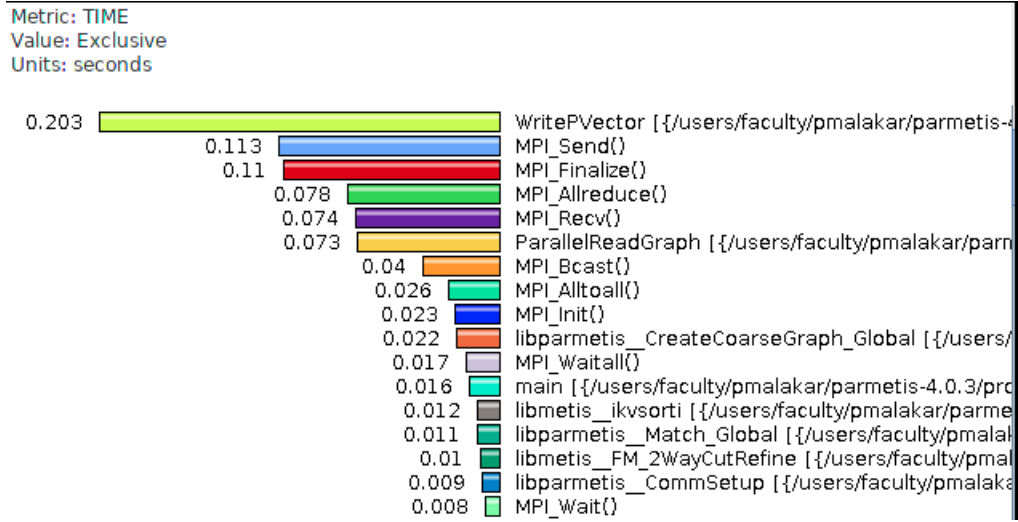 Metric: TIME
Value: Exclusive
Units: seconds
0.203 WritePVector [{/users/faculty/pmalakar/parmetis-
0.113 MPI_Send()
0.11 MPI_Finalize()
0.078 MPI_Allreduce()
0.074 MPI_Recv()
0.073 ParallelReadGraph [{/users/faculty/pmalakar/parm
0.04 MPI_Bcast()
0.026 MPI_Alltoall()
0.023 MPI_Init()
0.022 libparmetis__CreateCoarseGraph_Global [{/users/
0.017 MPI_Waitall()
0.016 main [{/users/faculty/pmalakar/parmetis-4.0.3/pro
0.012 libmetis__ikvsorti [{/users/faculty/pmalakar/parme
0.011 libparmetis__Match_Global [{/users/faculty/pmalak
0.01 libmetis__FM_2WayCutRefine [{/users/faculty/pmal
0.009 libparmetis__CommSetup [{/users/faculty/pmalaka
0.008 MPI_Wait()